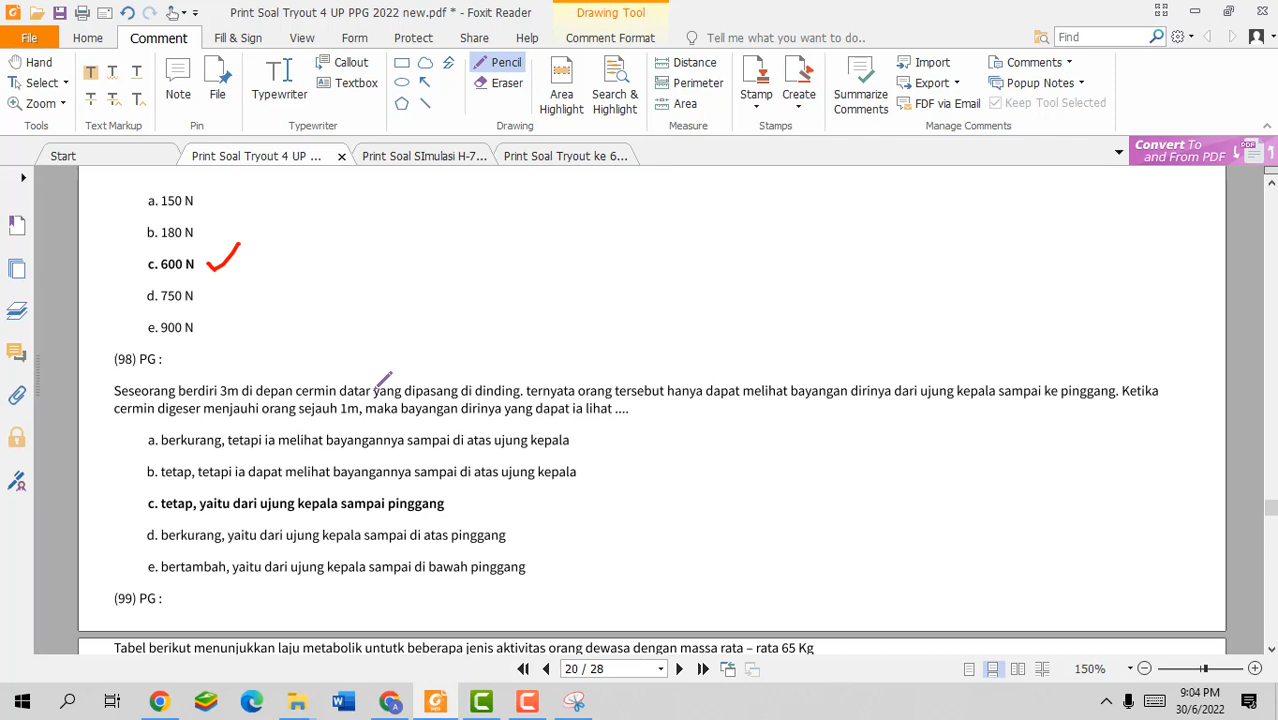 Print Soal Tryout 4 UP PPG 2022 new.pdf * - Foxit Reader
Drawing Tool
File
Home
Comment
Fill & Sign
View
Form
Protect
Share
Help
Comment Format
Tell me what you want to do..
Find
Hand
Select
Zoom
Tools
Text Markup
Note
File
Pin
Typewriter
Callout
Textbox
Typewriter
Pencil
Eraser
Drawing
Area Highlight
Search & Highlight
Distance
Perimeter
Area
Measure
Stamp
Create
Stamps
Summarize Comments
Import
Export
FDF via Email
Comments
Popup Notes
Keep Tool Selected
Manage Comments
Start
Print Soal Tryout 4 UP ...
Print Soal SImulasi H-7...
Print Soal Tryout ke 6...
Convert To
and From PDF
PDF
a. 150 N
b. 180 N
c. 600 N
d. 750 N
e. 900 N
(98) PG :
Seseorang berdiri 3m di depan cermin datar yang dipasang di dinding. ternyata orang tersebut hanya dapat melihat bayangan dirinya dari ujung kepala sampai ke pinggang. Ketika
cermin digeser menjauhi orang sejauh 1m, maka bayangan dirinya yang dapat ia lihat ....
a. berkurang, tetapi ia melihat bayangannya sampai di atas ujung kepala
b. tetap, tetapi ia dapat melihat bayangannya sampai di atas ujung kepala
c. tetap, yaitu dari ujung kepala sampai pinggang
d. berkurang, yaitu dari ujung kepala sampai di atas pinggang
e. bertambah, yaitu dari ujung kepala sampai di bawah pinggang
(99) PG :
Tabel berikut menunjukkan laju metabolik untutk beberapa jenis aktivitas orang dewasa dengan massa rata – rata 65 Kg
20 / 28
150%
9:04 PM
30/6/2022